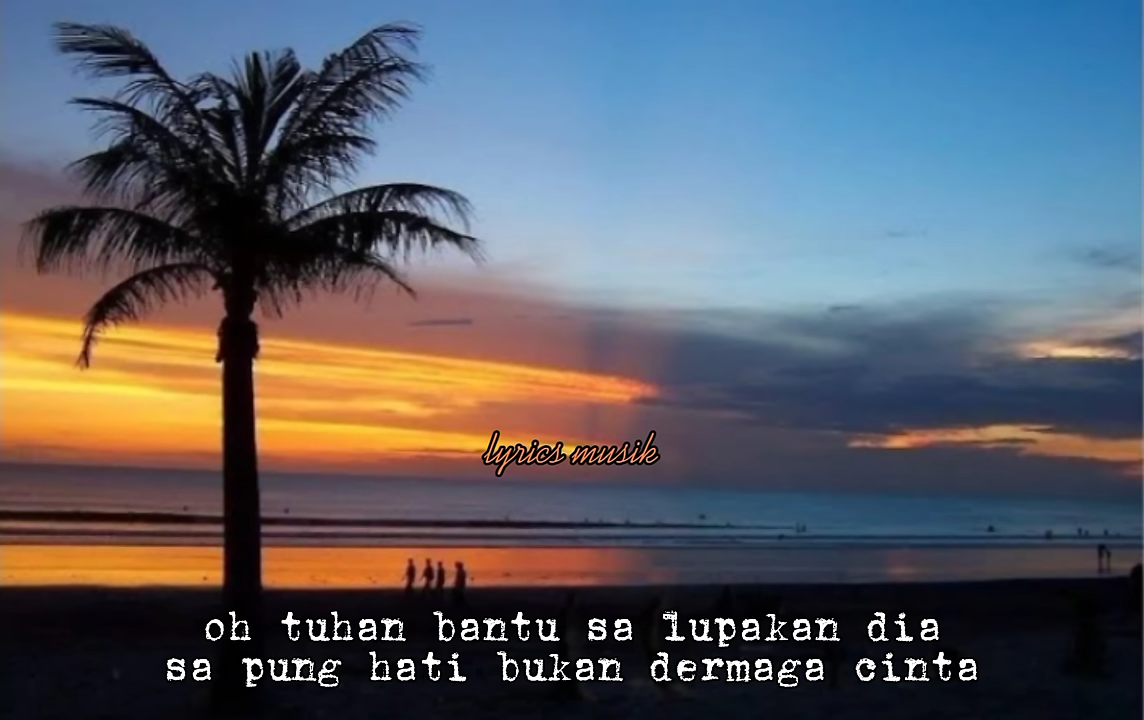 lyrics musik
oh tuhan bantu sa lupakan dia
sa pung hati bukan dermaga cinta